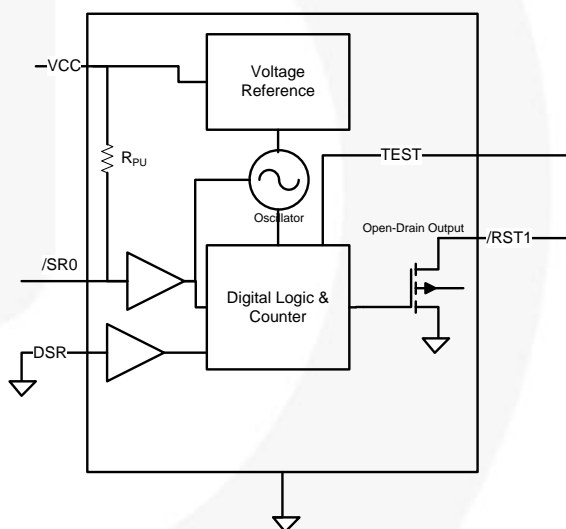 VCC
Voltage
Reference
RPU
TEST
Oscillator
Open-Drain Output
/RST1
/SR0
Digital Logic &
Counter
DSR